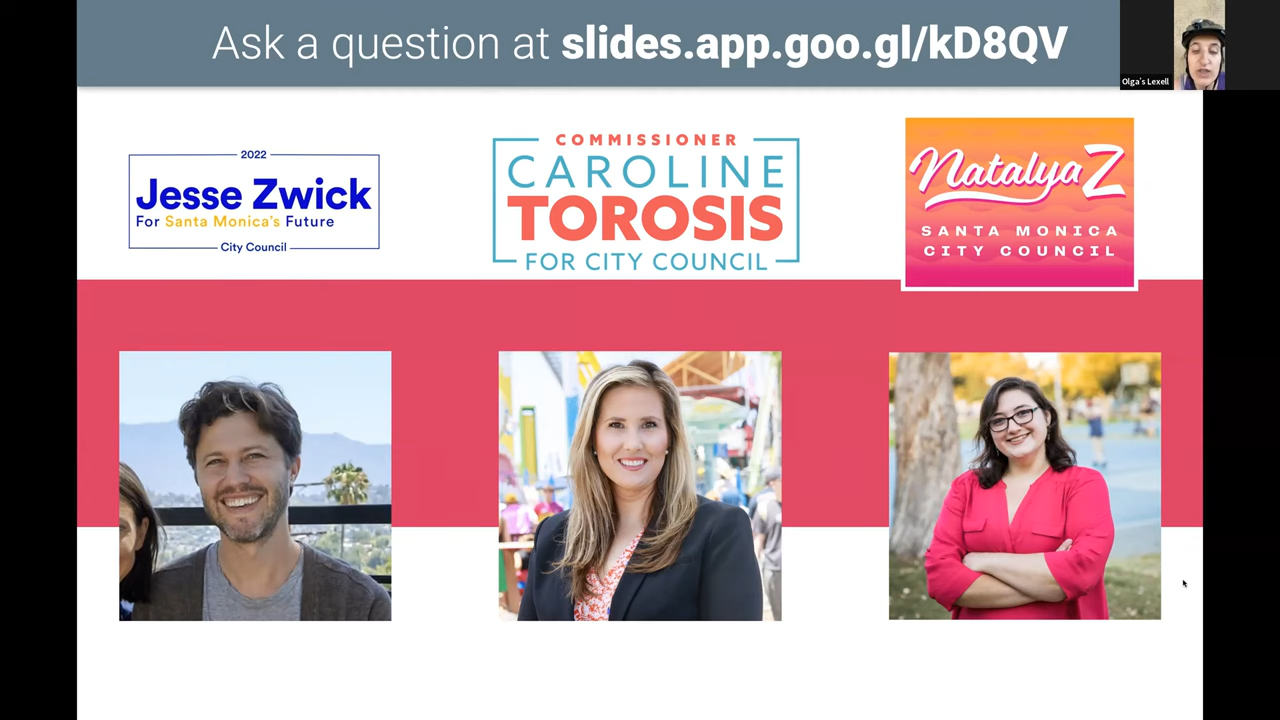 Ask a question at slides.app.goo.gl/kD8QV
Olga's Lexell
2022
Jesse Zwick
For Santa Monica's Future
City Council
COMMISSIONER
CAROLINE
TOROSIS
FOR CITY COUNCIL
Natalya Z
SANTA MONICA
CITY COUNCIL